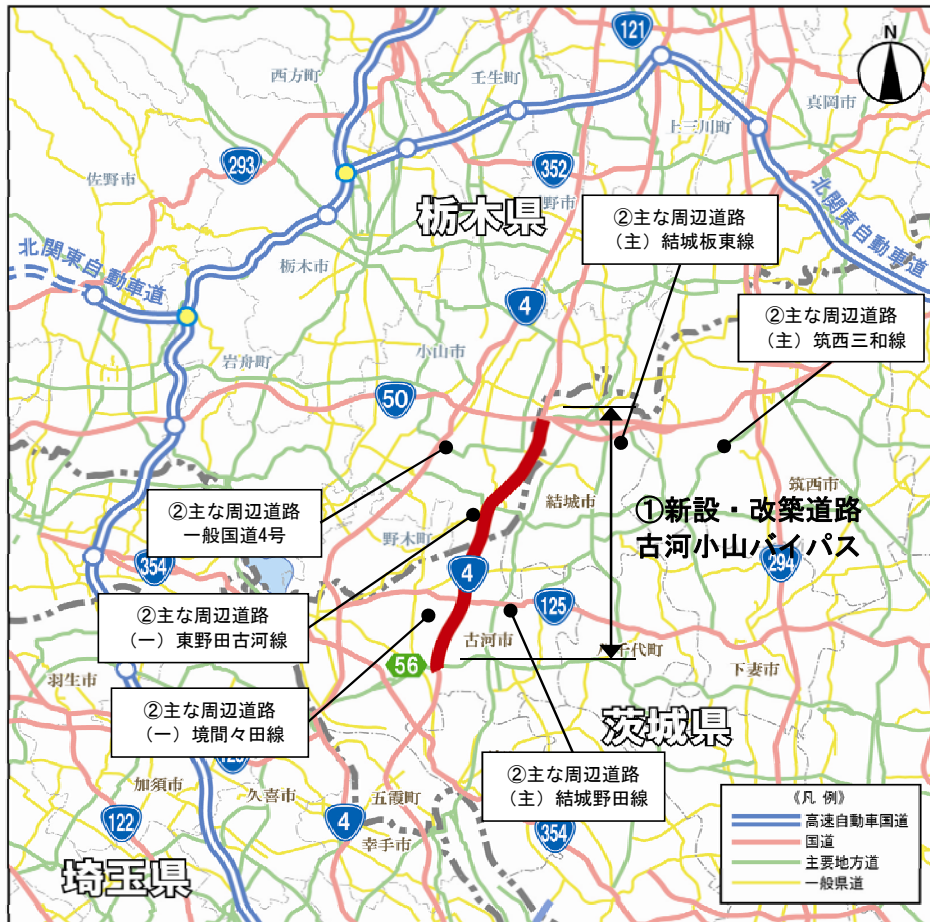 N
121
西方町
壬生町
真岡市
上三川町
293
352
佐野市
栃木県
野市
②主な周辺道路
（主）結城板東線
北関東自動車道
北関東自動車道
栃木市
4
②主な周辺道路
（主）筑西三和線
岩舟町
小山市
50
②主な周辺道路
一般国道4号
結城市
筑西市
①新設・改築道路
古河小山バイパス
野木町
354
4
294
②主な周辺道路
（一）東野田古河線
125
古河市
千代町
下妻市
56
羽生市
②主な周辺道路
（一）境間々田線
茨城県
②主な周辺道路
（主）結城野田線
加須市
久喜市
五霞町
122
4
幸手市
354
埼玉県
《凡 例》
高速自動車国道
国道
主要地方道
一般県道